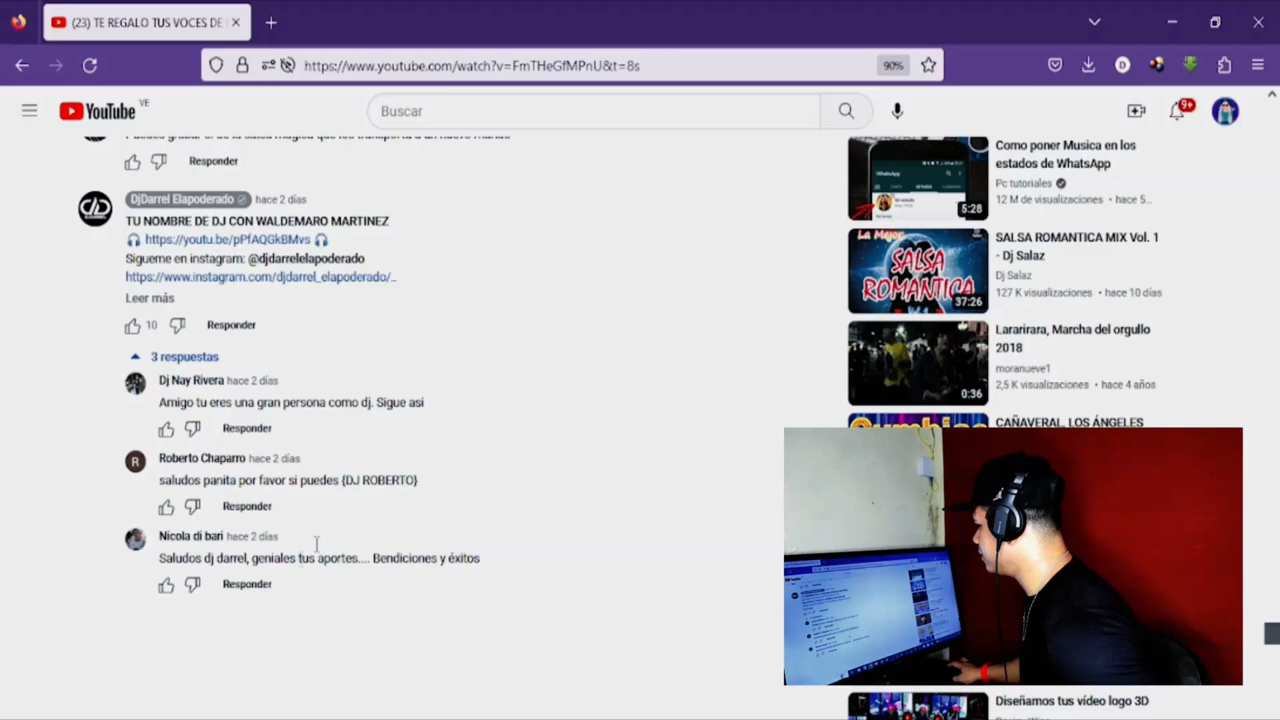 (23) TE REGALO TUS VOCES DE
https://www.youtube.com/watch?v=FmTHeGfMPnU&t=8s
90%
YouTube VE
Buscar
9+
Responder
DjDarrel Elapoderado hace 2 días
TU NOMBRE DE DJ CON WALDEMARO MARTINEZ
https://youtu.be/pPfAQGkBMvs
Sigueme en instagram: @djdarrelelapoderado
https://www.instagram.com/djdarrel_elapoderado/...
Leer más
10 Responder
3 respuestas
Dj Nay Rivera hace 2 días
Amigo tu eres una gran persona como dj. Sigue asi
Responder
R
Roberto Chaparro hace 2 días
saludos panita por favor si puedes {DJ ROBERTO}
Responder
Nicola di bari hace 2 días
Saludos dj darrel, geniales tus aportes.... Bendiciones y éxitos
Responder
5:28
Como poner Musica en los
estados de WhatsApp
Pc tutoriales
12 M de visualizaciones • hace 5...
La Mejor
SALSA
ROMANTICA
37:26
SALSA ROMANTICA MIX Vol. 1
- Dj Salaz
Dj Salaz
127 K visualizaciones • hace 10 días
0:36
Lararirara, Marcha del orgullo
2018
moranueve1
2,5 K visualizaciones • hace 4 años
CAÑAVERAL, LOS ÁNGELES
Diseñamos tus vídeo logo 3D